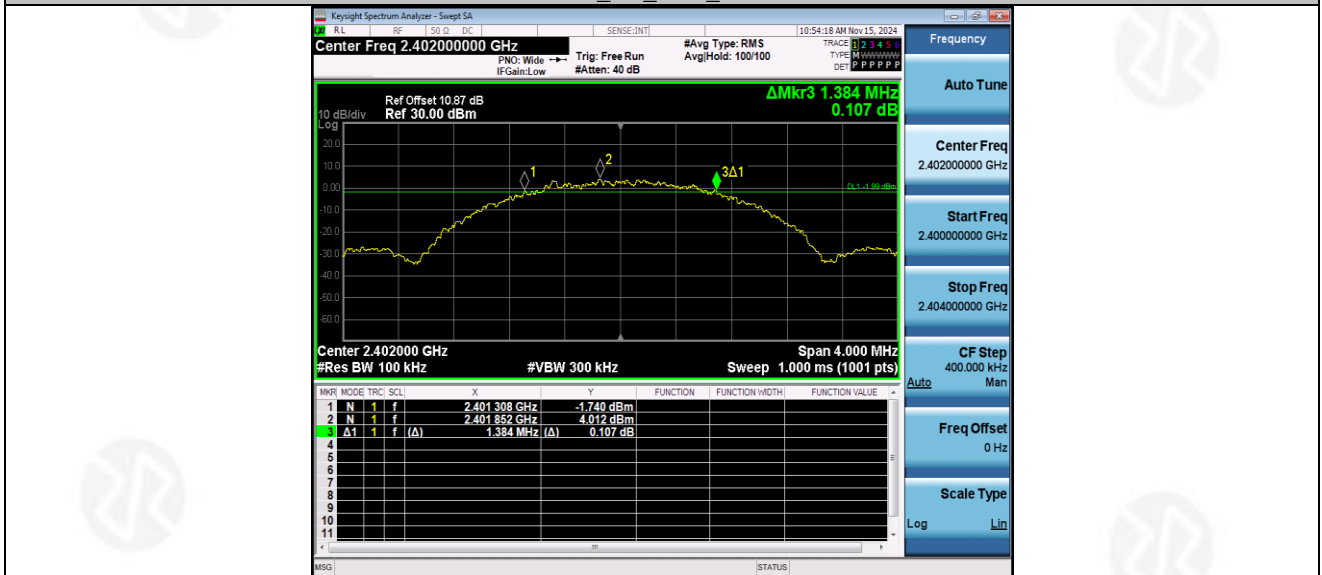 Keysight Spectrum Analyzer - Swept SA
RL RF 50 Ω DC SENSE:INT 10:54:18 AM Nov 15, 2024
Center Freq 2.402000000 GHz #Avg Type: RMS TRACE 1 2 3 4 5 6
PNO: Wide Trig: Free Run Avg|Hold: 100/100 TYPE M WWWWW
IFGain:Low #Atten: 40 dB DET P P P P P P
ΔMkr3 1.384 MHz
Ref Offset 10.87 dB
10 dB/div Ref 30.00 dBm 0.107 dB
Log
20.0
10.0
0.00
-10.0
-20.0
-30.0
-40.0
-50.0
-60.0
1
2
3Δ1
DL1 -1.99 dBm
Center 2.402000 GHz Span 4.000 MHz
#Res BW 100 kHz #VBW 300 kHz Sweep 1.000 ms (1001 pts)
MKR MODE TRC SCL X Y FUNCTION FUNCTION WIDTH FUNCTION VALUE
1 N 1 f 2.401 308 GHz -1.740 dBm
2 N 1 f 2.401 852 GHz 4.012 dBm
3 Δ1 1 f (Δ) 1.384 MHz (Δ) 0.107 dB
4
5
6
7
8
9
10
11
MSG STATUS
Frequency
Auto Tune
Center Freq
2.402000000 GHz
Start Freq
2.400000000 GHz
Stop Freq
2.404000000 GHz
CF Step
400.000 kHz
Auto Man
Freq Offset
0 Hz
Scale Type
Log Lin